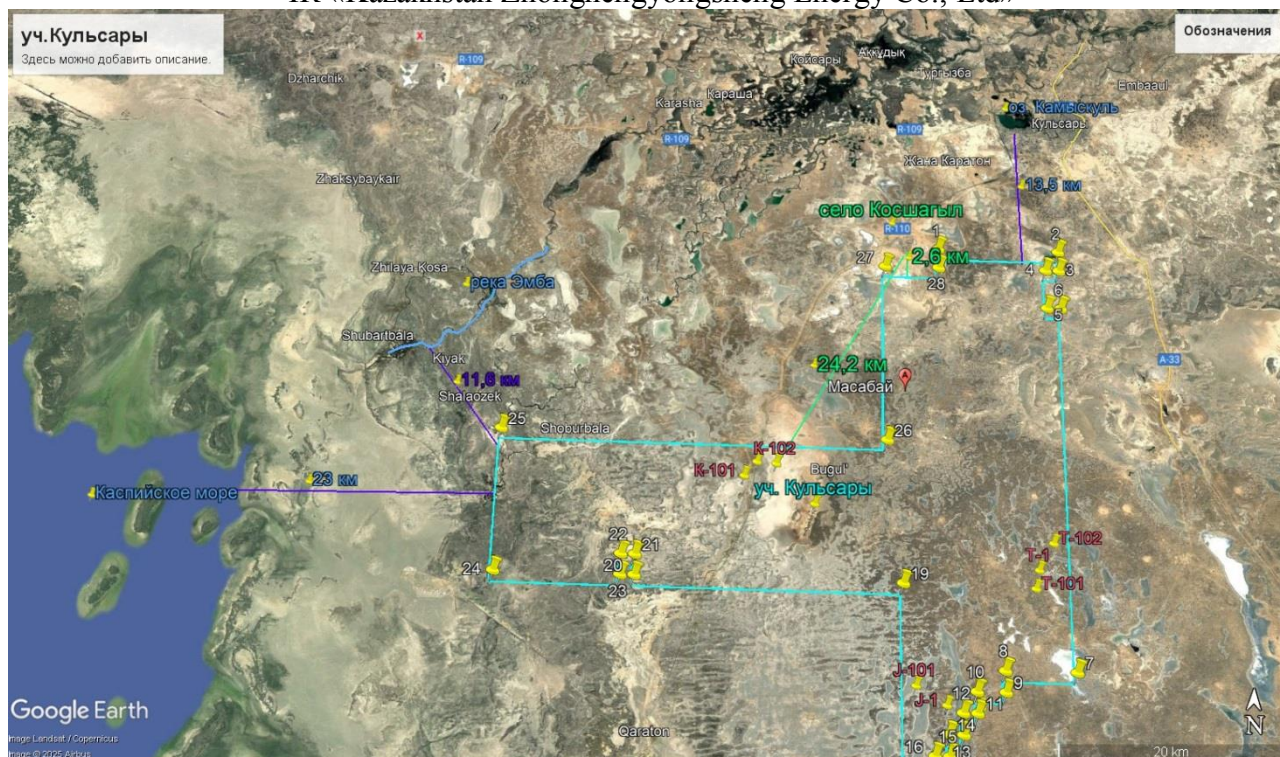 ТК «Kazakhstan Zhonghengyongsheng Energy Co., Ltd»
уч.Кульсары
Здесь можно добавить описание.
Обозначения
X
R-109
Dzharchik
Койсары
Аккудык
Кургызба
Embaaul
Karasha
Караша
оз. Камыскуль
Кульсары
R-109
R-109
Жана Каратон
Zhaksybaykair
13,5 км
село Косшагыл
R-110
1
2
27
2,6 км
4
3
28
Zhilaya Kosa
река Эмба
6
5
Shubartbala
Kiyak
24,2 км
A-33
11,8 км
Масабай
A
Shalaozek
25
Shopurbala
26
K-102
K-101
Bugul'
уч. Кульсары
23 км
Каспийское море
22
21
T-102
T-1
24
20
19
T-101
23
8
7
J-101
10
9
J-1
12
11
14
Qaraton
15
16
13
N
20 km
Google Earth
Image Landsat / Copernicus
Image © 2025 Airbus